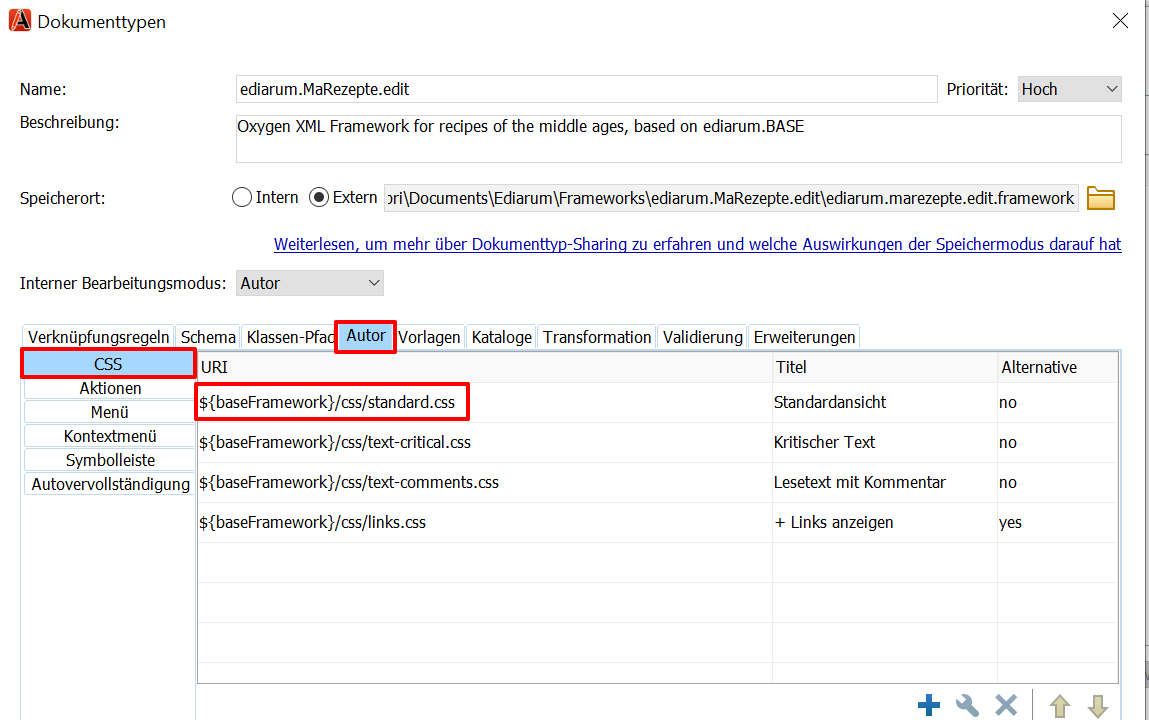 Dokumenttypen
Name: ediarum.MaRezepte.edit Priorität: Hoch
Beschreibung: Oxygen XML Framework for recipes of the middle ages, based on ediarum.BASE
Speicherort: Intern Extern ori\Documents\Ediarum\Frameworks\ediarum.MaRezepte.edit\ediarum.marezepte.edit.framework
Weiterlesen, um mehr über Dokumenttyp-Sharing zu erfahren und welche Auswirkungen der Speichermodus darauf hat
Interner Bearbeitungsmodus: Autor
Verknüpfungsregeln Schema Klassen-Pfad Autor Vorlagen Kataloge Transformation Validierung Erweiterungen
CSS
Aktionen
Menü
Kontextmenü
Symbolleiste
Autovervollständigung
URI Titel Alternative
${baseFramework}/css/standard.css Standardansicht no
${baseFramework}/css/text-critical.css Kritischer Text no
${baseFramework}/css/text-comments.css Lesetext mit Kommentar no
${baseFramework}/css/links.css + Links anzeigen yes